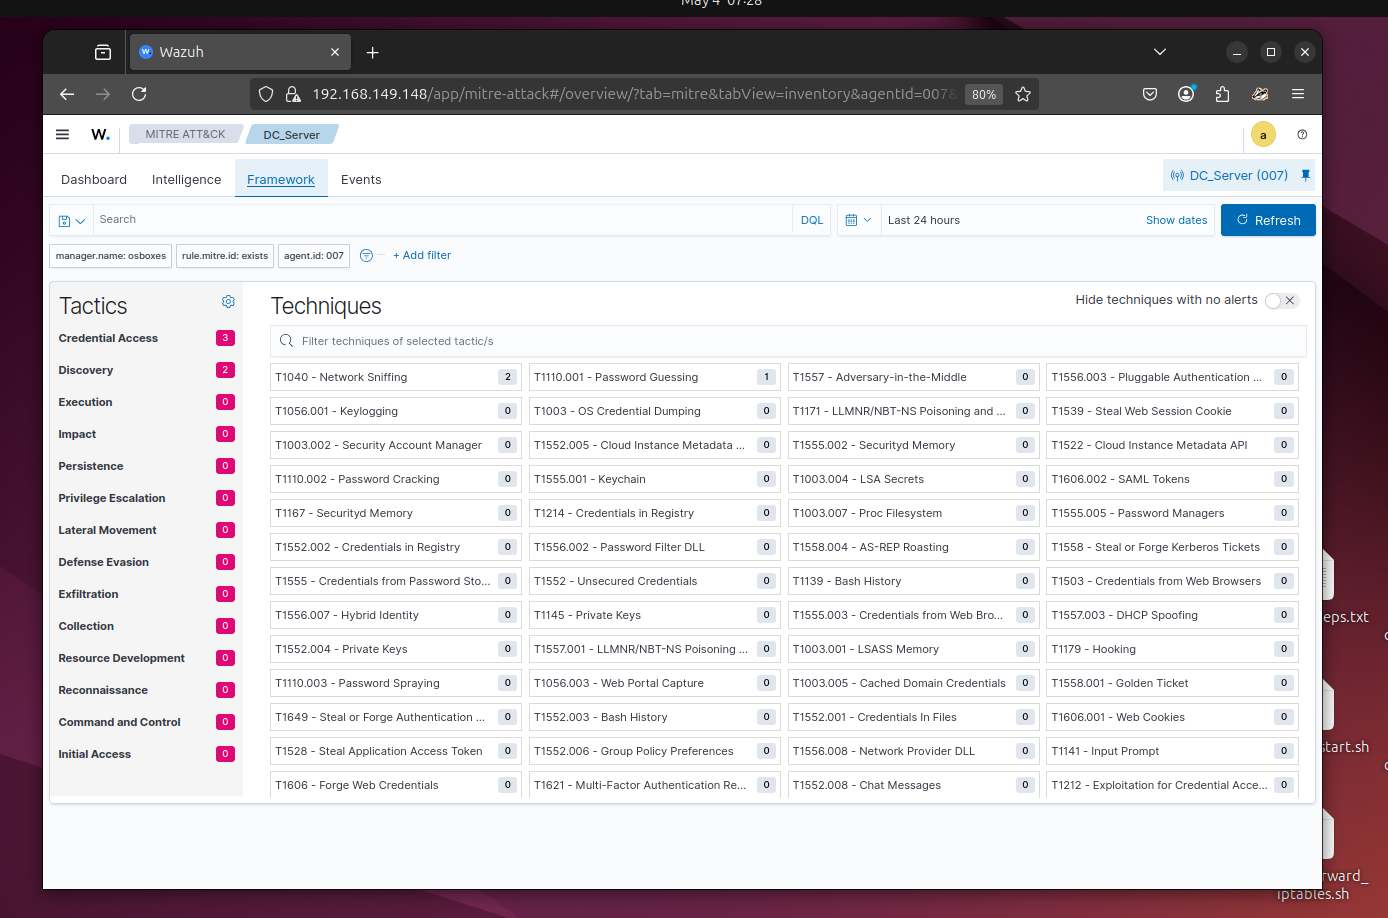 May 4 07:28
Wazuh
192.168.149.148/app/mitre-attack#/overview/?tab=mitre&tabView=inventory&agentId=007&
80%
W.
MITRE ATT&CK
DC_Server
a
Dashboard
Intelligence
Framework
Events
DC_Server (007)
Search
DQL
Last 24 hours
Show dates
Refresh
manager.name: osboxes
rule.mitre.id: exists
agent.id: 007
+ Add filter
Tactics
Credential Access 3
Discovery 2
Execution 0
Impact 0
Persistence 0
Privilege Escalation 0
Lateral Movement 0
Defense Evasion 0
Exfiltration 0
Collection 0
Resource Development 0
Reconnaissance 0
Command and Control 0
Initial Access 0
Techniques
Hide techniques with no alerts
Filter techniques of selected tactic/s
T1040 - Network Sniffing 2
T1110.001 - Password Guessing 1
T1557 - Adversary-in-the-Middle 0
T1556.003 - Pluggable Authentication ... 0
T1056.001 - Keylogging 0
T1003 - OS Credential Dumping 0
T1171 - LLMNR/NBT-NS Poisoning and ... 0
T1539 - Steal Web Session Cookie 0
T1003.002 - Security Account Manager 0
T1552.005 - Cloud Instance Metadata ... 0
T1555.002 - Securityd Memory 0
T1522 - Cloud Instance Metadata API 0
T1110.002 - Password Cracking 0
T1555.001 - Keychain 0
T1003.004 - LSA Secrets 0
T1606.002 - SAML Tokens 0
T1167 - Securityd Memory 0
T1214 - Credentials in Registry 0
T1003.007 - Proc Filesystem 0
T1555.005 - Password Managers 0
T1552.002 - Credentials in Registry 0
T1556.002 - Password Filter DLL 0
T1558.004 - AS-REP Roasting 0
T1558 - Steal or Forge Kerberos Tickets 0
T1555 - Credentials from Password Sto... 0
T1552 - Unsecured Credentials 0
T1139 - Bash History 0
T1503 - Credentials from Web Browsers 0
T1556.007 - Hybrid Identity 0
T1145 - Private Keys 0
T1555.003 - Credentials from Web Bro... 0
T1557.003 - DHCP Spoofing 0
T1552.004 - Private Keys 0
T1557.001 - LLMNR/NBT-NS Poisoning ... 0
T1003.001 - LSASS Memory 0
T1179 - Hooking 0
T1110.003 - Password Spraying 0
T1056.003 - Web Portal Capture 0
T1003.005 - Cached Domain Credentials 0
T1558.001 - Golden Ticket 0
T1649 - Steal or Forge Authentication ... 0
T1552.003 - Bash History 0
T1552.001 - Credentials In Files 0
T1606.001 - Web Cookies 0
T1528 - Steal Application Access Token 0
T1552.006 - Group Policy Preferences 0
T1556.008 - Network Provider DLL 0
T1141 - Input Prompt 0
T1606 - Forge Web Credentials 0
T1621 - Multi-Factor Authentication Re... 0
T1552.008 - Chat Messages 0
T1212 - Exploitation for Credential Acce... 0
eps.txt
start.sh
rward_
iptables.sh